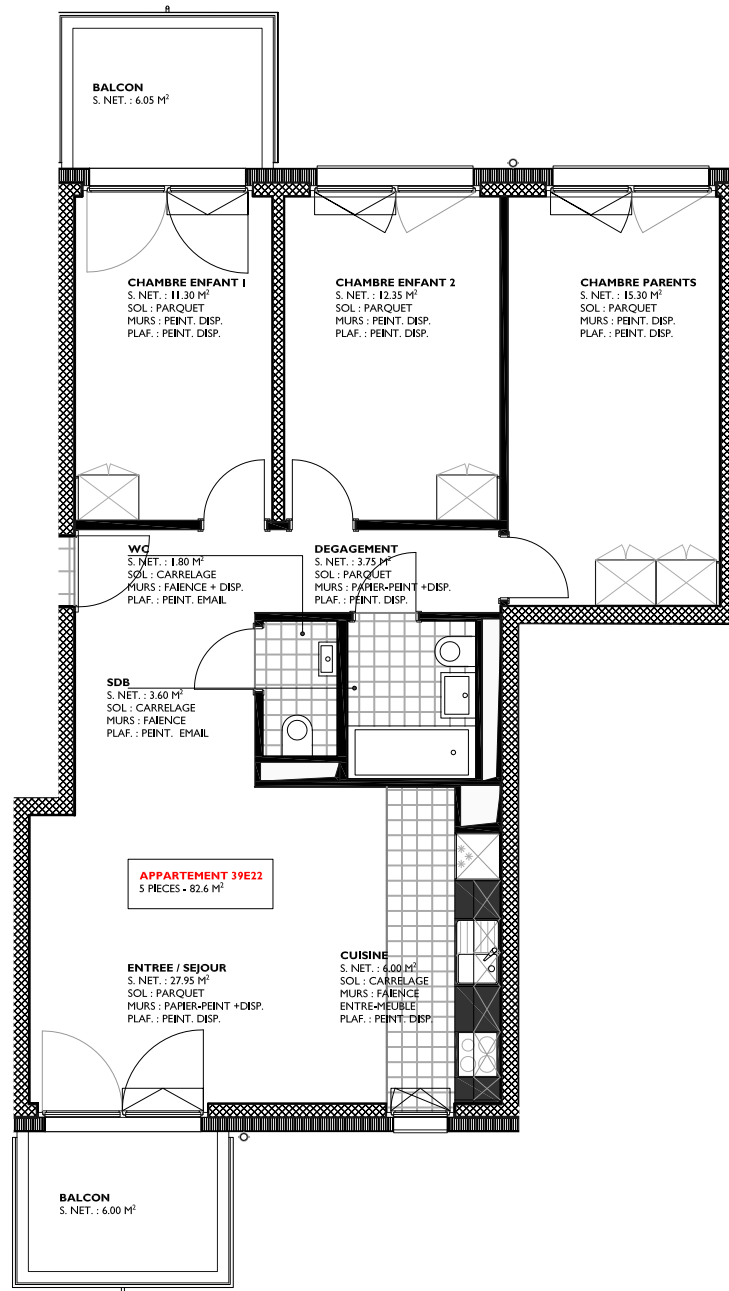 BALCON
S. NET. : 6.05 M²
CHAMBRE ENFANT 1
S. NET. : 11.30 M²
SOL : PARQUET
MURS : PEINT. DISP.
PLAF. : PEINT. DISP.
CHAMBRE ENFANT 2
S. NET. : 12.35 M²
SOL : PARQUET
MURS : PEINT. DISP.
PLAF. : PEINT. DISP.
CHAMBRE PARENTS
S. NET. : 15.30 M²
SOL : PARQUET
MURS : PEINT. DISP.
PLAF. : PEINT. DISP.
WC
S. NET. : 1.80 M²
SOL : CARRELAGE
MURS : FAIENCE + DISP.
PLAF. : PEINT. EMAIL
DEGAGEMENT
S. NET. : 3.75 M²
SOL : PARQUET
MURS : PAPIER-PEINT +DISP.
PLAF. : PEINT. DISP.
SDB
S. NET. : 3.60 M²
SOL : CARRELAGE
MURS : FAIENCE
PLAF. : PEINT. EMAIL
APPARTEMENT 39E22
5 PIECES - 82.6 M²
ENTREE / SEJOUR
S. NET. : 27.95 M²
SOL : PARQUET
MURS : PAPIER-PEINT +DISP.
PLAF. : PEINT. DISP.
CUISINE
S. NET. : 6.00 M²
SOL : CARRELAGE
MURS : FAIENCE
ENTRE-MEUBLE
PLAF. : PEINT. DISP.
BALCON
S. NET. : 6.00 M²